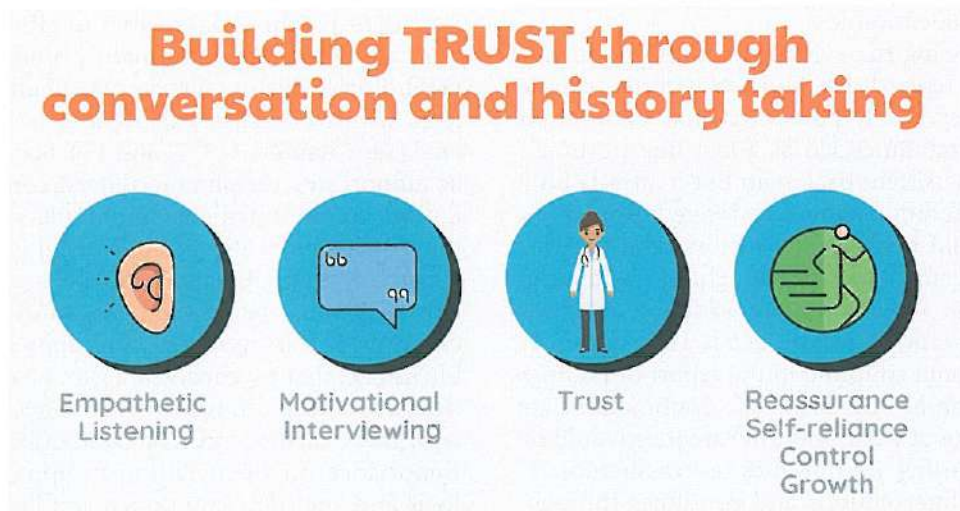 Building TRUST through
conversation and history taking
Empathetic
Listening
Motivational
Interviewing
Trust
Reassurance
Self-reliance
Control
Growth